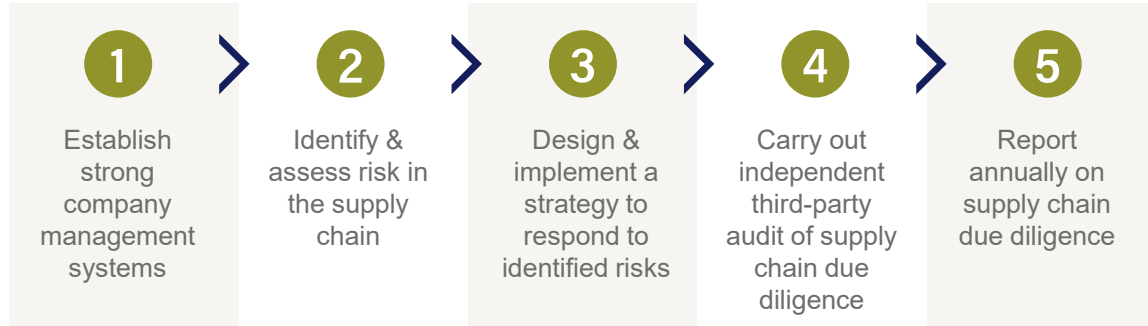 1
Establish
strong
company
management
systems
2
Identify &
assess risk in
the supply
chain
3
Design &
implement a
strategy to
respond to
identified risks
4
Carry out
independent
third-party
audit of supply
chain due
diligence
5
Report
annually on
supply chain
due diligence